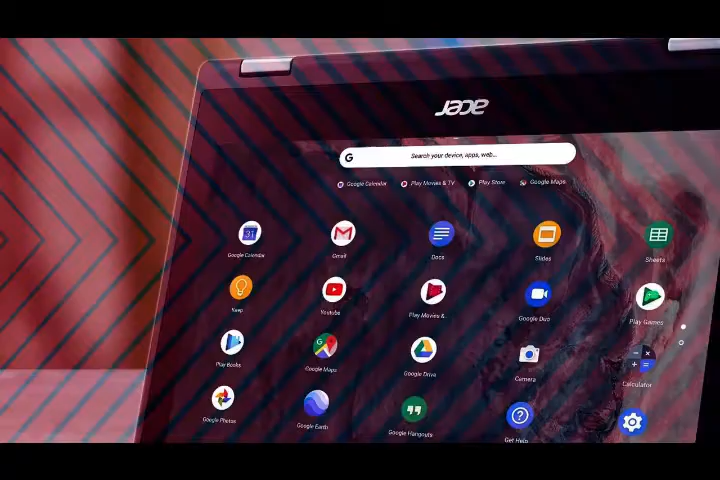 acer
G Search your device, apps, web...
Google Calendar Play Movies & TV Play Store Google Maps
31
Google Calendar Gmail Docs Slides Sheets
Keep Youtube Play Movies &.. Google Duo Play Games
G
Play Books Google Maps Google Drive Camera Calculator
Google Photos Google Earth Google Hangouts Get Help